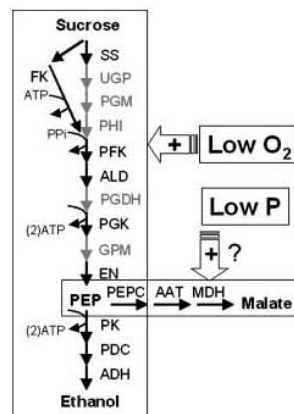 Sucrose
SS
FK
UGP
ATP
PGM
PPi
PHI
PFK
+
Low O2
ALD
PGDH
Low P
(2)ATP
PGK
GPM
+ ?
EN
PEP
PEPC
AAT
MDH
Malate
(2)ATP
PK
PDC
ADH
Ethanol